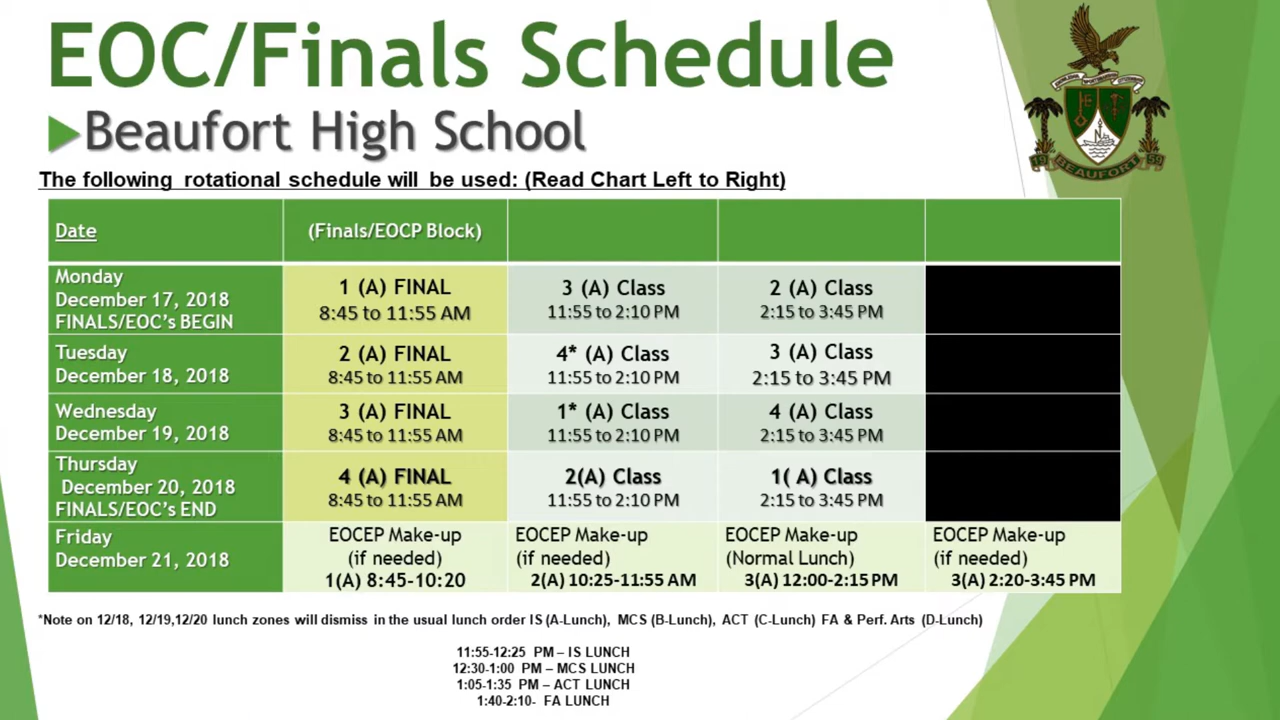 EOC/Finals Schedule
Beaufort High School
The following rotational schedule will be used: (Read Chart Left to Right)
Date
(Finals/EOCP Block)
Monday
December 17, 2018
FINALS/EOC's BEGIN
1 (A) FINAL
8:45 to 11:55 AM
3 (A) Class
11:55 to 2:10 PM
2 (A) Class
2:15 to 3:45 PM
Tuesday
December 18, 2018
2 (A) FINAL
8:45 to 11:55 AM
4* (A) Class
11:55 to 2:10 PM
3 (A) Class
2:15 to 3:45 PM
Wednesday
December 19, 2018
3 (A) FINAL
8:45 to 11:55 AM
1* (A) Class
11:55 to 2:10 PM
4 (A) Class
2:15 to 3:45 PM
Thursday
December 20, 2018
FINALS/EOC's END
4 (A) FINAL
8:45 to 11:55 AM
2(A) Class
11:55 to 2:10 PM
1( A) Class
2:15 to 3:45 PM
Friday
December 21, 2018
EOCEP Make-up
(if needed)
1(A) 8:45-10:20
EOCEP Make-up
(if needed)
2(A) 10:25-11:55 AM
EOCEP Make-up
(Normal Lunch)
3(A) 12:00-2:15 PM
EOCEP Make-up
(if needed)
3(A) 2:20-3:45 PM
*Note on 12/18, 12/19,12/20 lunch zones will dismiss in the usual lunch order IS (A-Lunch), MCS (B-Lunch), ACT (C-Lunch) FA & Perf. Arts (D-Lunch)
11:55-12:25 PM – IS LUNCH
12:30-1:00 PM – MCS LUNCH
1:05-1:35 PM – ACT LUNCH
1:40-2:10- FA LUNCH
19 59
BEAUFORT